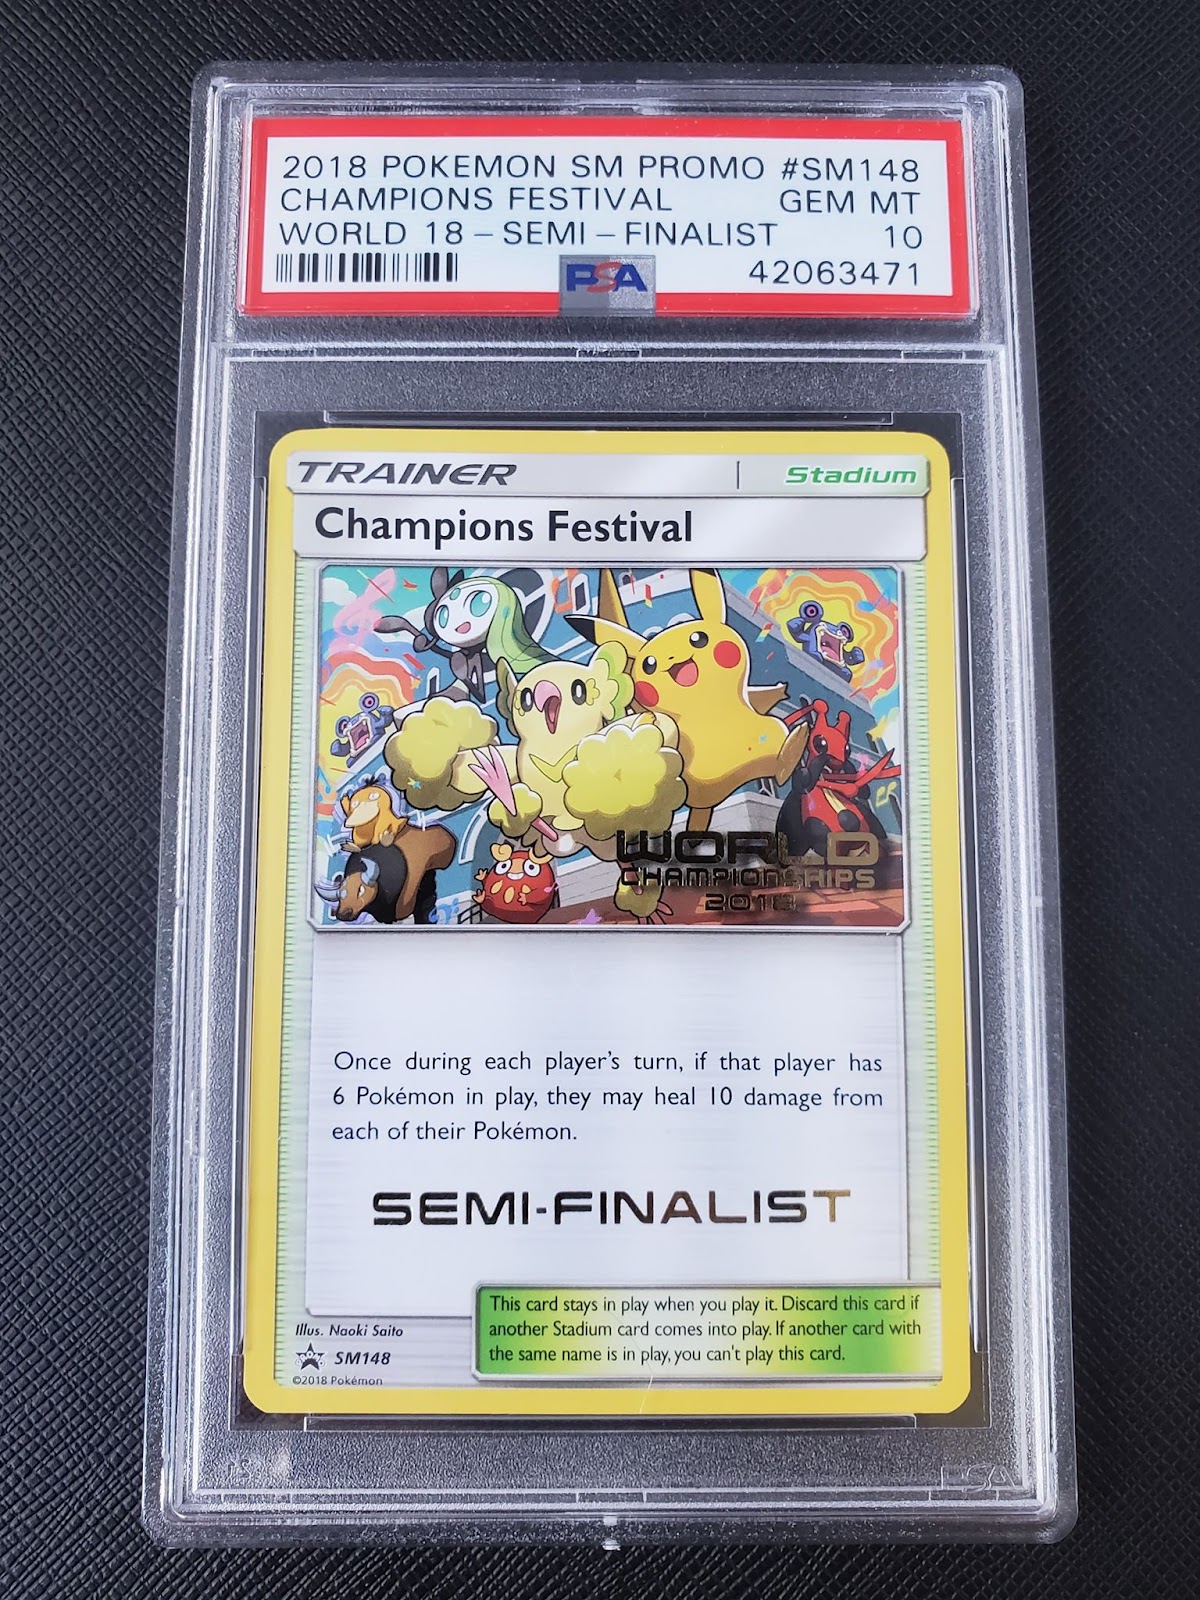 2018 POKEMON SM PROMO #SM148
CHAMPIONS FESTIVAL GEM MT
WORLD 18 - SEMI - FINALIST 10
PSA 42063471
TRAINER Stadium
Champions Festival
WORLD
CHAMPIONSHIPS
2018
Once during each player's turn, if that player has
6 Pokémon in play, they may heal 10 damage from
each of their Pokémon.
SEMI-FINALIST
This card stays in play when you play it. Discard this card if
another Stadium card comes into play. If another card with
the same name is in play, you can't play this card.
Illus. Naoki Saito
SM148
©2018 Pokémon
PSA